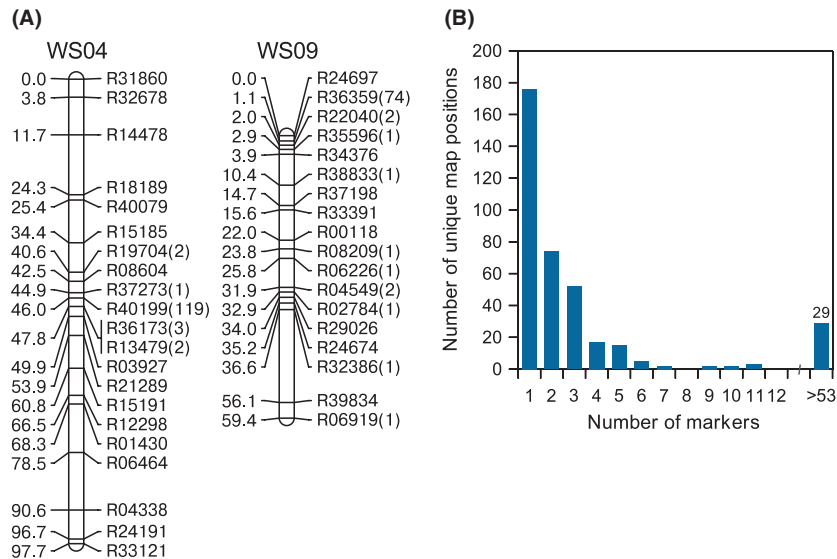 (A)
WS04
0.0 R31860
3.8 R32678
11.7 R14478
24.3 R18189
25.4 R40079
34.4 R15185
40.6 R19704(2)
42.5 R08604
44.9 R37273(1)
46.0 R40199(119)
47.8 R36173(3)
R13479(2)
49.9 R03927
53.9 R21289
60.8 R15191
66.5 R12298
68.3 R01430
78.5 R06464
90.6 R04338
96.7 R24191
97.7 R33121
WS09
0.0 R24697
1.1 R36359(74)
2.0 R22040(2)
2.9 R35596(1)
3.9 R34376
10.4 R38833(1)
14.7 R37198
15.6 R33391
22.0 R00118
23.8 R08209(1)
25.8 R06226(1)
31.9 R04549(2)
32.9 R02784(1)
34.0 R29026
35.2 R24674
36.6 R32386(1)
56.1 R39834
59.4 R06919(1)
(B)
Number of unique map positions
200
180
160
140
120
100
80
60
40
20
0
29
1 2 3 4 5 6 7 8 9 10 11 12 >53
Number of markers